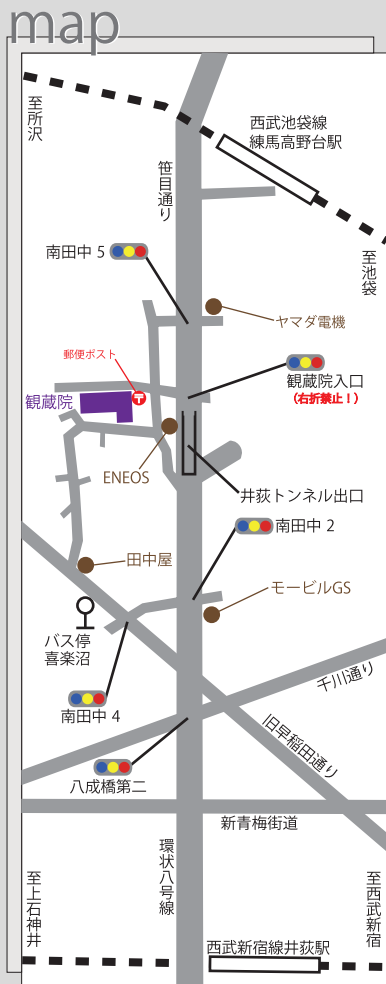 map
至所沢
西武池袋線
練馬高野台駅
笹目通り
至池袋
南田中 5
ヤマダ電機
郵便ポスト
観蔵院入口
(右折禁止！)
観蔵院
ENEOS
井荻トンネル出口
南田中 2
田中屋
モービルGS
バス停
喜楽沼
千川通り
南田中 4
旧早稲田通り
八成橋第二
新青梅街道
環状八号線
至上石神井
至西武新宿
西武新宿線井荻駅